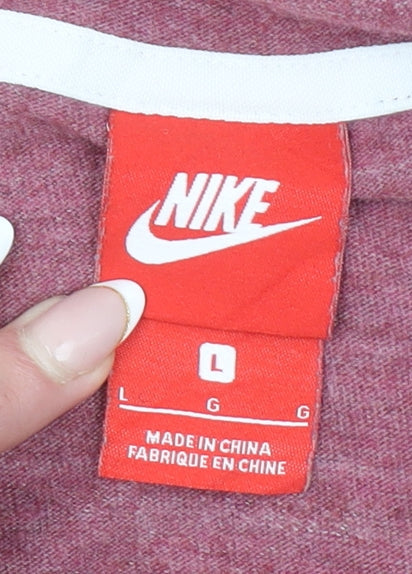 NIKE
L
L G G
MADE IN CHINA
FABRIQUE EN CHINE